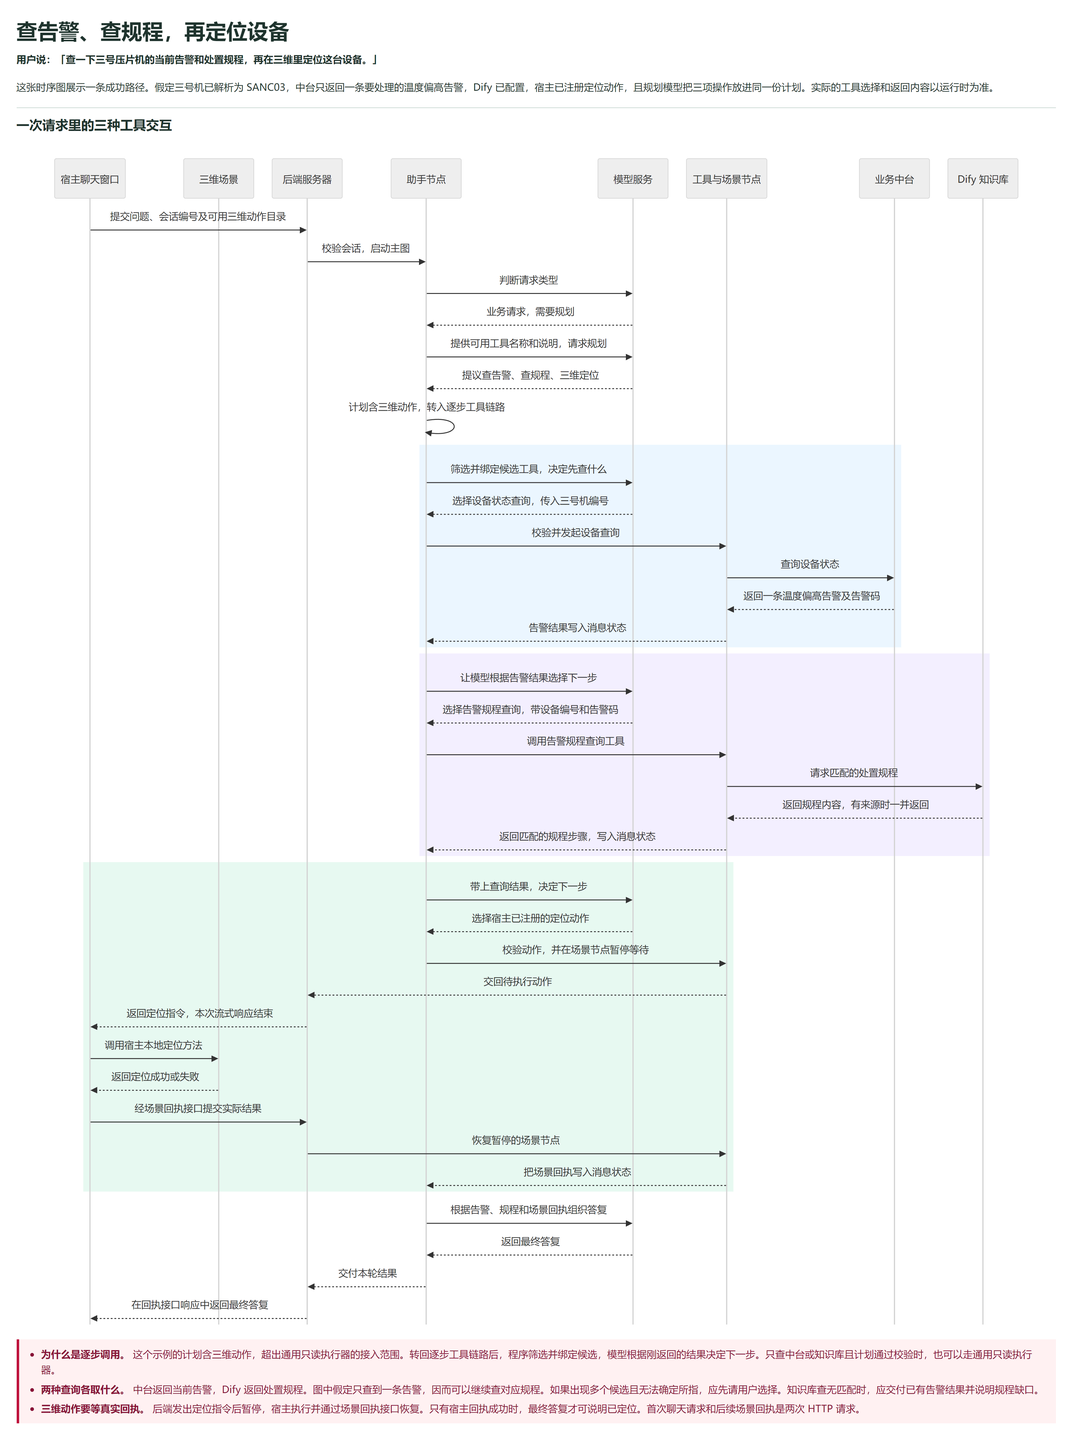 查告警、查规程，再定位设备
用户说：「查一下三号压片机的当前告警和处置规程，再在三维里定位这台设备。」
这张时序图展示一条成功路径。假定三号机已解析为 SANC03，中台只返回一条要处理的温度偏高告警，Dify 已配置，宿主已注册定位动作，且规划模型把三项操作放进同一份计划。实际的工具选择和返回内容以运行时为准。
一次请求里的三种工具交互
宿主聊天窗口 三维场景 后端服务器 助手节点 模型服务 工具与场景节点 业务中台 Dify 知识库
提交问题、会话编号及可用三维动作目录
校验会话，启动主图
判断请求类型
业务请求，需要规划
提供可用工具名称和说明，请求规划
提议查告警、查规程、三维定位
计划含三维动作，转入逐步工具链路
筛选并绑定候选工具，决定先查什么
选择设备状态查询，传入三号机编号
校验并发起设备查询
查询设备状态
返回一条温度偏高告警及告警码
告警结果写入消息状态
让模型根据告警结果选择下一步
选择告警规程查询，带设备编号和告警码
调用告警规程查询工具
请求匹配的处置规程
返回规程内容，有来源时一并返回
返回匹配的规程步骤，写入消息状态
带上查询结果，决定下一步
选择宿主已注册的定位动作
校验动作，并在场景节点暂停等待
交回待执行动作
返回定位指令，本次流式响应结束
调用宿主本地定位方法
返回定位成功或失败
经场景回执接口提交实际结果
恢复暂停的场景节点
把场景回执写入消息状态
根据告警、规程和场景回执组织答复
返回最终答复
交付本轮结果
在回执接口响应中返回最终答复
• 为什么是逐步调用。 这个示例的计划含三维动作，超出通用只读执行器的接入范围。转回逐步工具链路后，程序筛选并绑定候选，模型根据刚返回的结果决定下一步。只查中台或知识库且计划通过校验时，也可以走通用只读执行
器。
• 两种查询各取什么。 中台返回当前告警，Dify 返回处置规程。图中假定只查到一条告警，因而可以继续查对应规程。如果出现多个候选且无法确定所指，应先请用户选择。知识库查无匹配时，应交付已有告警结果并说明规程缺口。
• 三维动作要等真实回执。 后端发出定位指令后暂停，宿主执行并通过场景回执接口恢复。只有宿主回执成功时，最终答复才可说明已定位。首次聊天请求和后续场景回执是两次 HTTP 请求。